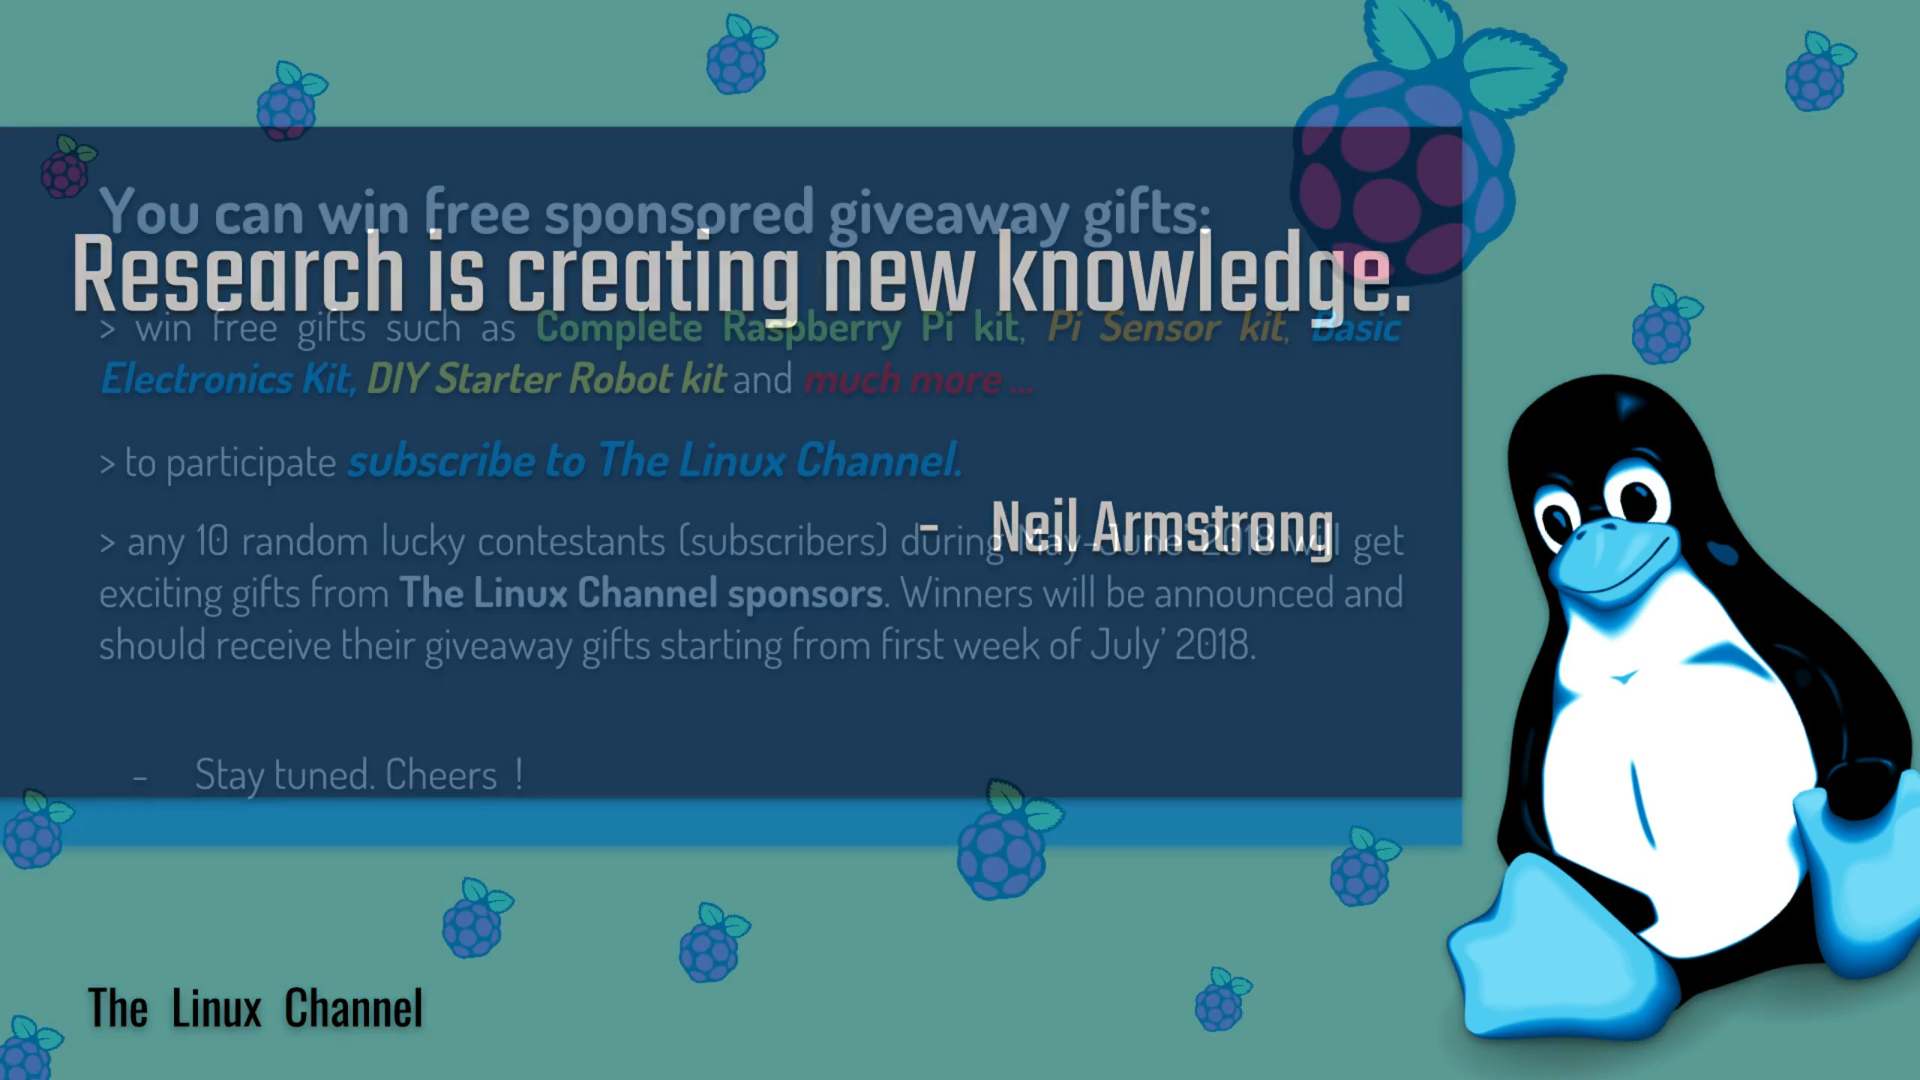 You can win free sponsored giveaway gifts:
Research is creating new knowledge.
> win free gifts such as Complete Raspberry Pi kit, Pi Sensor kit, Basic
Electronics Kit, DIY Starter Robot kit and much more ...
> to participate subscribe to The Linux Channel.
- Neil Armstrong
> any 10 random lucky contestants (subscribers) during May-June' 2018 will get
exciting gifts from The Linux Channel sponsors. Winners will be announced and
should receive their giveaway gifts starting from first week of July' 2018.
- Stay tuned. Cheers !
The Linux Channel